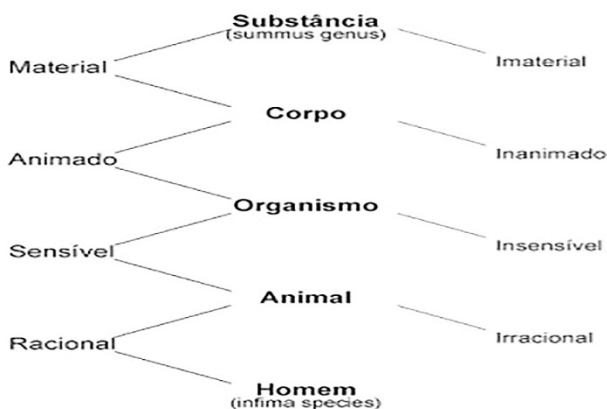 Substância
(summus genus)
Material
Imaterial
Corpo
Animado
Inanimado
Organismo
Sensível
Insensível
Animal
Racional
Irracional
Homem
(infima species)